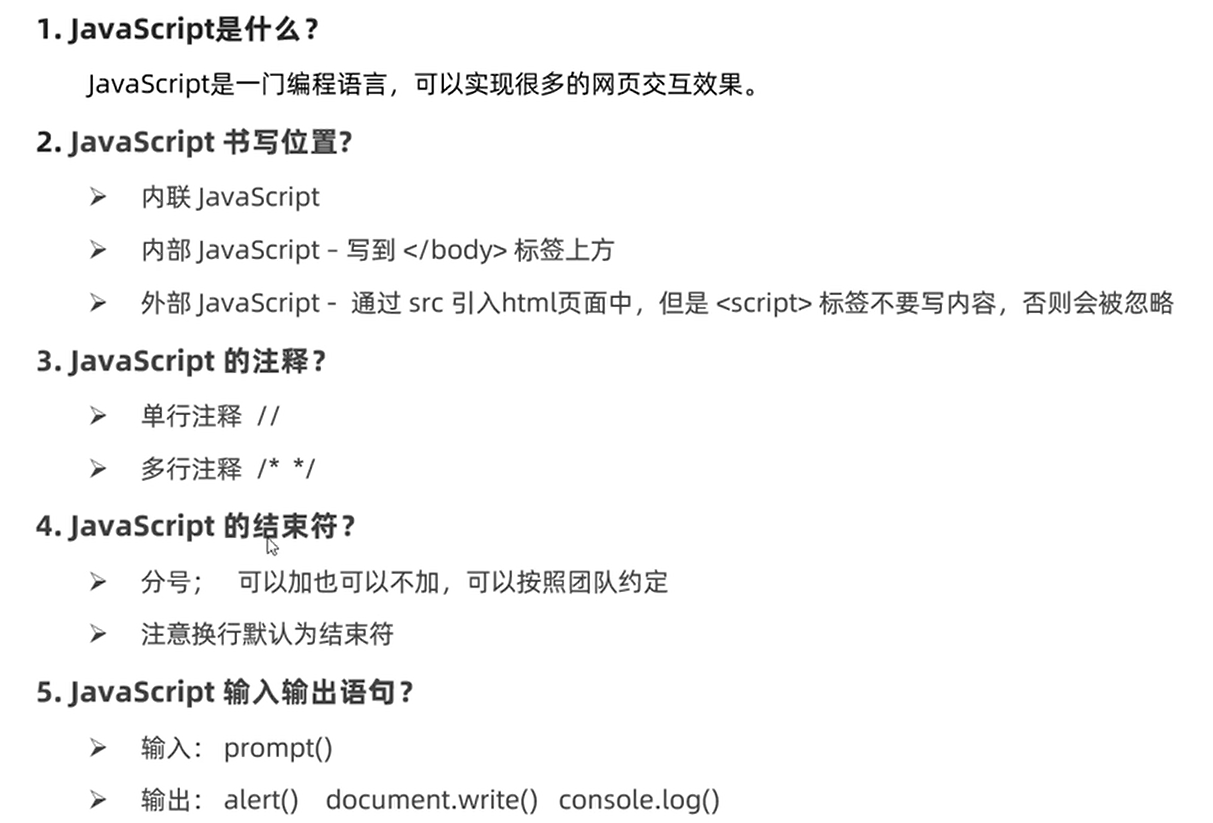 1. JavaScript是什么？
JavaScript是一门编程语言，可以实现很多的网页交互效果。
2. JavaScript 书写位置?
➢ 内联 JavaScript
➢ 内部 JavaScript – 写到 </body> 标签上方
➢ 外部 JavaScript - 通过 src 引入html页面中，但是 <script> 标签不要写内容，否则会被忽略
3. JavaScript 的注释？
➢ 单行注释 //
➢ 多行注释 /* */
4. JavaScript 的结束符？
➢ 分号； 可以加也可以不加，可以按照团队约定
➢ 注意换行默认为结束符
5. JavaScript 输入输出语句？
➢ 输入： prompt()
➢ 输出： alert() document.write() console.log()